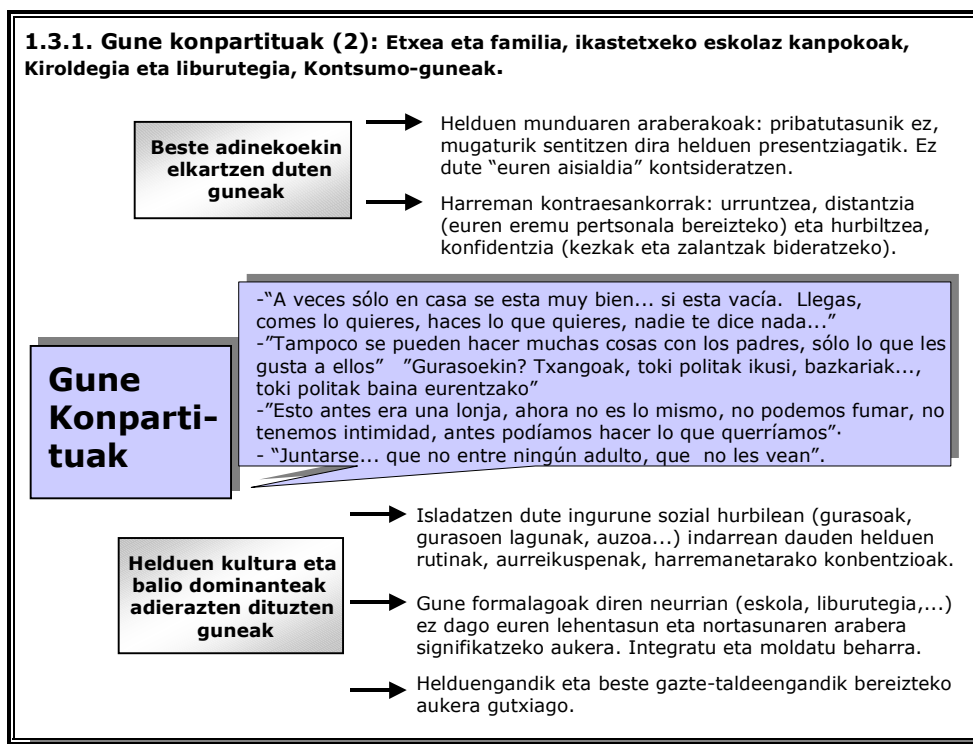 1.3.1. Gune konpartituak (2): Etxea eta familia, ikastetxeko eskolaz kanpokoak,
Kiroldegia eta liburutegia, Kontsumo-guneak.
Beste adinekoekin
elkartzen duten
guneak
Helduen munduaren araberakoak: pribatutasunik ez,
mugaturik sentitzen dira helduen presentziagatik. Ez
dute “euren aisialdia” kontsideratzen.
Harreman kontraesankorrak: urruntzea, distantzia
(euren eremu pertsonala bereizteko) eta hurbiltzea,
konfidentzia (kezkak eta zalantzak bideratzeko).
Gune
Konparti-
tuak
-“A veces sólo en casa se esta muy bien... si esta vacía. Llegas,
comes lo quieres, haces lo que quieres, nadie te dice nada...”
-”Tampoco se pueden hacer muchas cosas con los padres, sólo lo que les
gusta a ellos” ”Gurasoekin? Txangoak, toki politak ikusi, bazkariak...,
toki politak baina eurentzako”
-”Esto antes era una lonja, ahora no es lo mismo, no podemos fumar, no
tenemos intimidad, antes podíamos hacer lo que querríamos”·
- “Juntarse... que no entre ningún adulto, que no les vean”.
Helduen kultura eta
balio dominanteak
adierazten dituzten
guneak
Isladatzen dute ingurune sozial hurbilean (gurasoak,
gurasoen lagunak, auzoa...) indarrean dauden helduen
rutinak, aurreikuspenak, harremanetarako konbentzioak.
Gune formalagoak diren neurrian (eskola, liburutegia,...)
ez dago euren lehentasun eta nortasunaren arabera
signifikatzeko aukera. Integratu eta moldatu beharra.
Helduengandik eta beste gazte-taldeengandik bereizteko
aukera gutxiago.